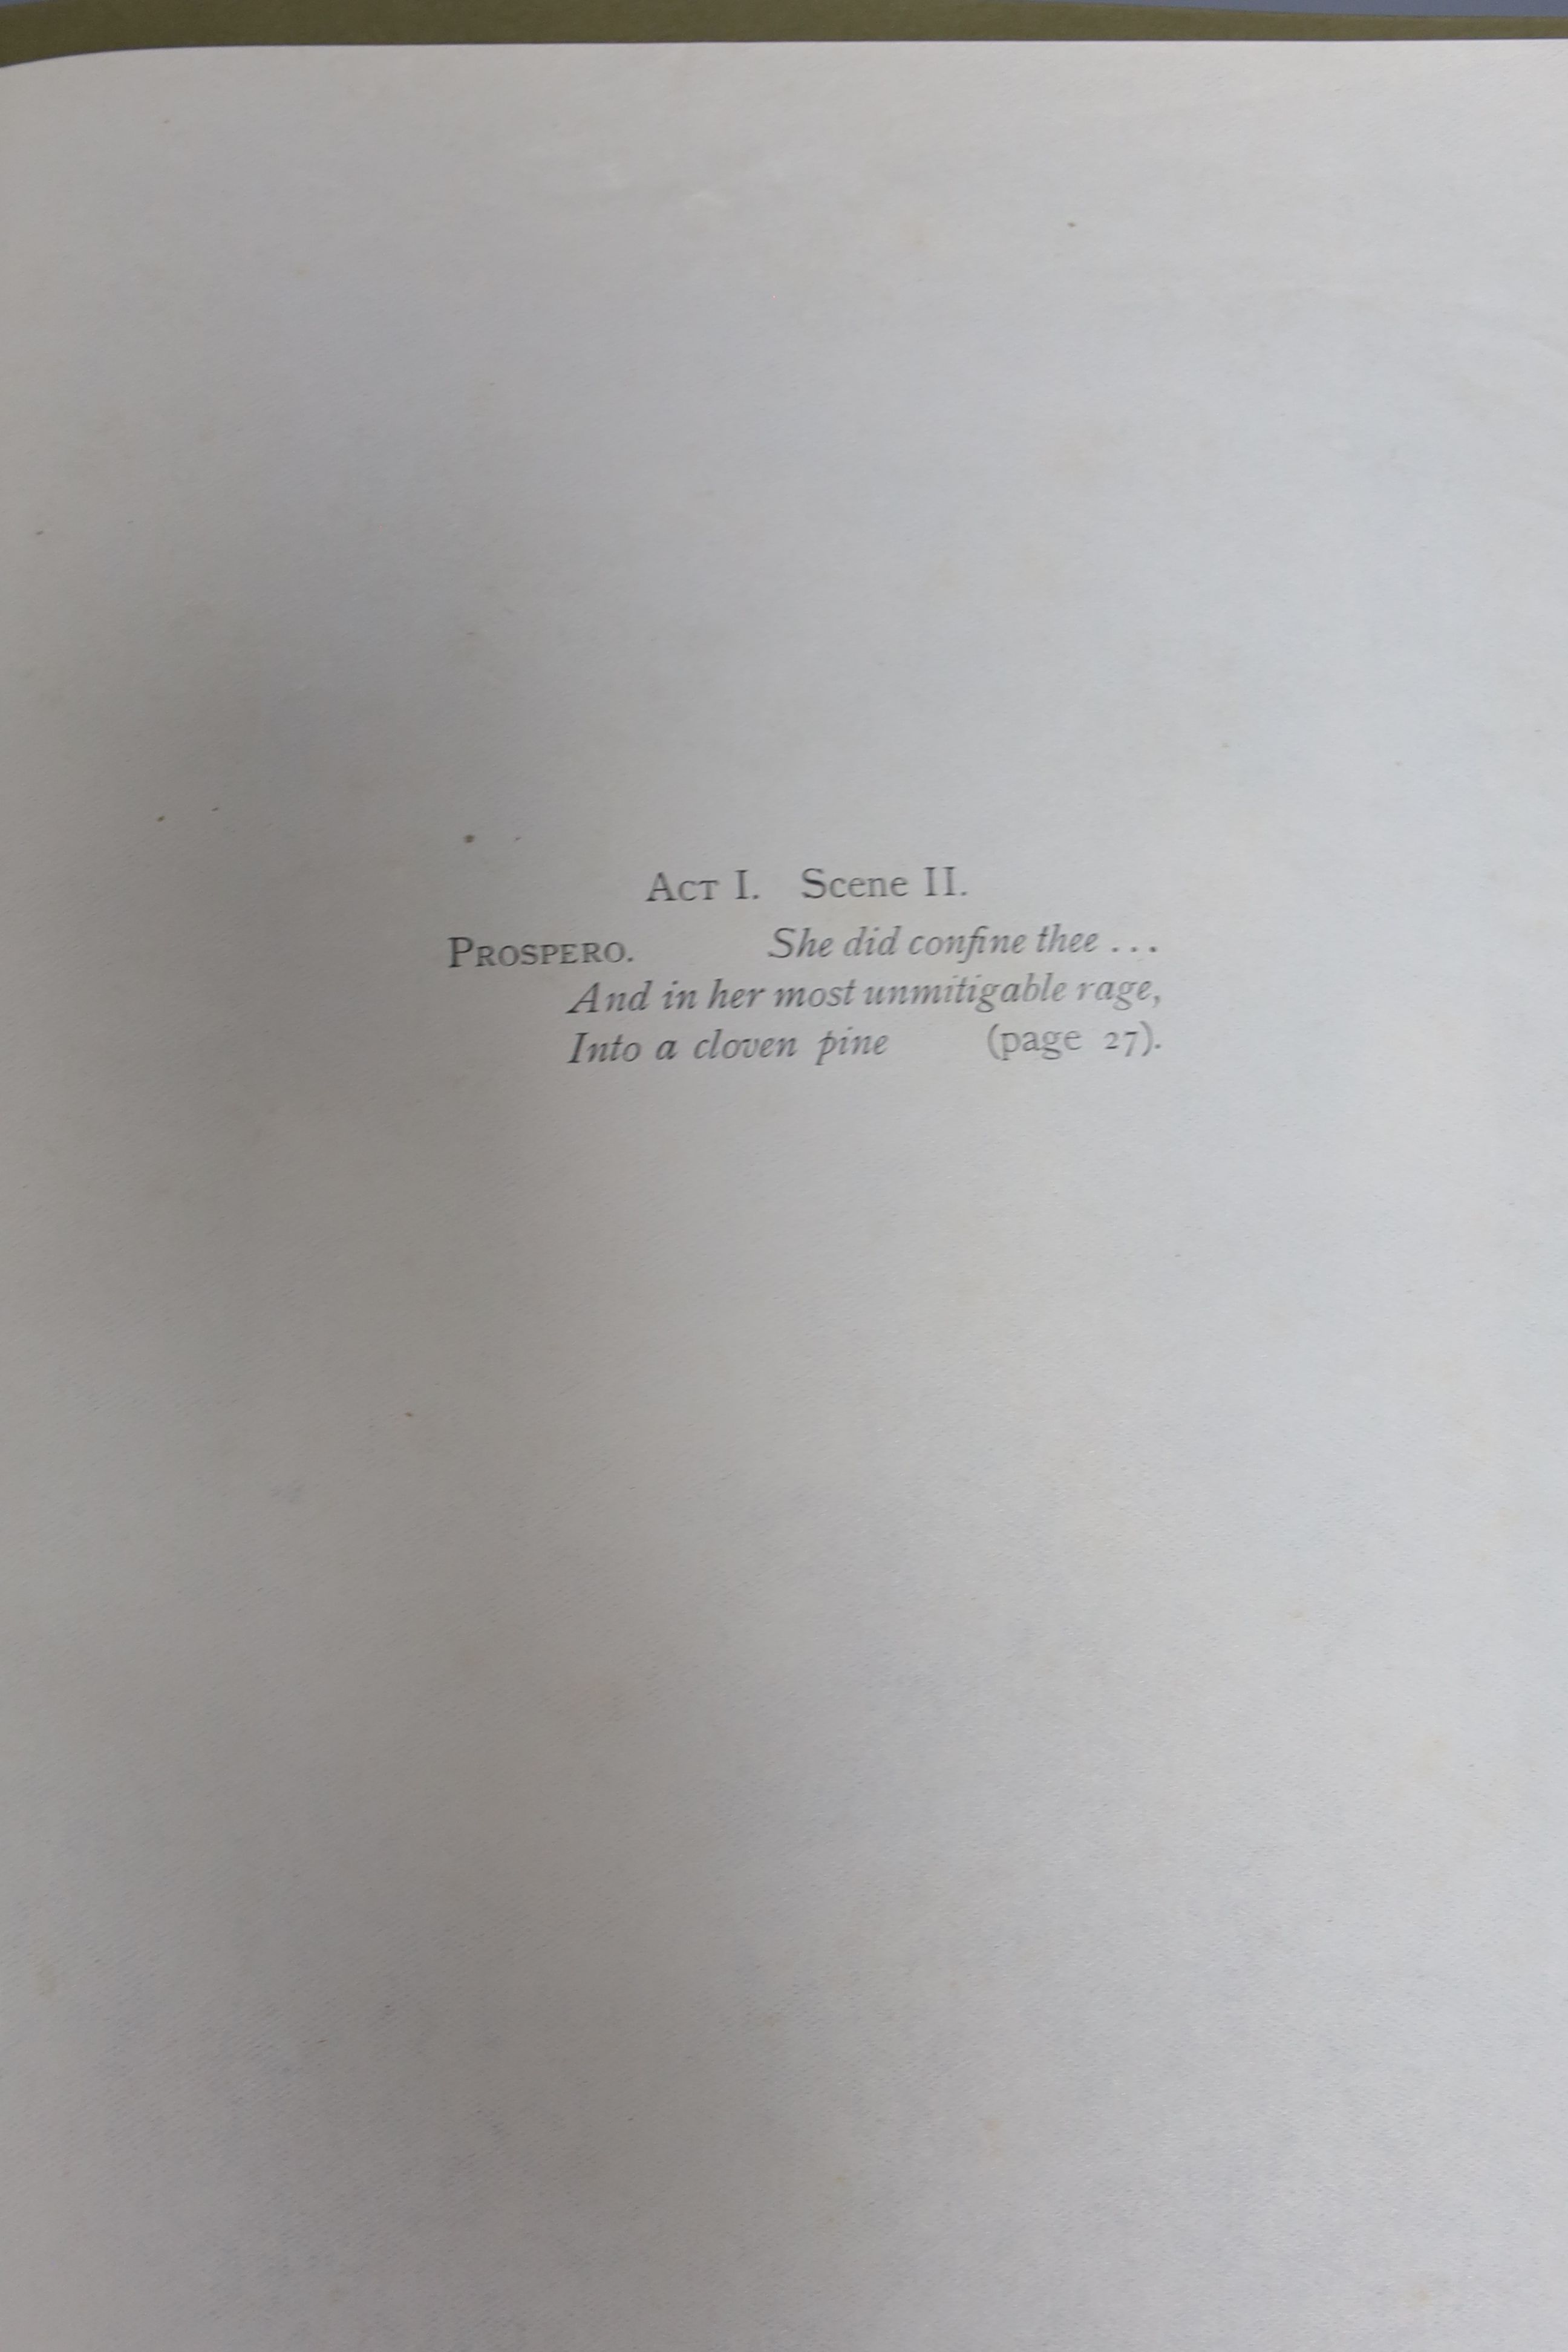 Act I. Scene II.
Prospero. She did confine thee ...
And in her most unmitigable rage,
Into a cloven pine (page 27).